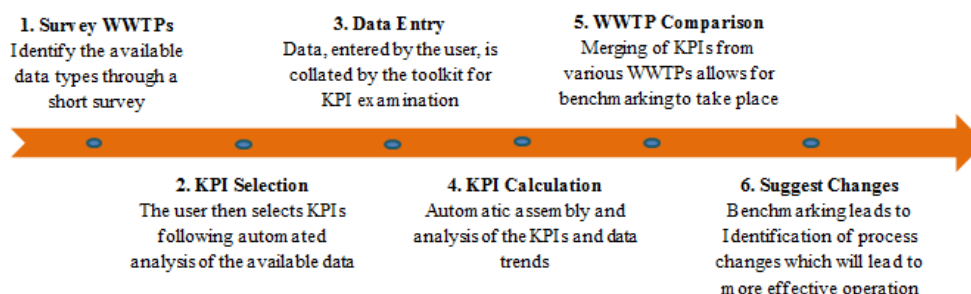 1. Survey WWTPs
Identify the available
data types through a
short survey
2. KPI Selection
The user then selects KPIs
following automated
analysis of the available data
3. Data Entry
Data, entered by the user, is
collated by the toolkit for
KPI examination
4. KPI Calculation
Automatic assembly and
analysis of the KPIs and data
trends
5. WWTP Comparison
Merging of KPIs from
various WWTPs allows for
benchmarking to take place
6. Suggest Changes
Benchmarking leads to
Identification of process
changes which will lead to
more effective operation